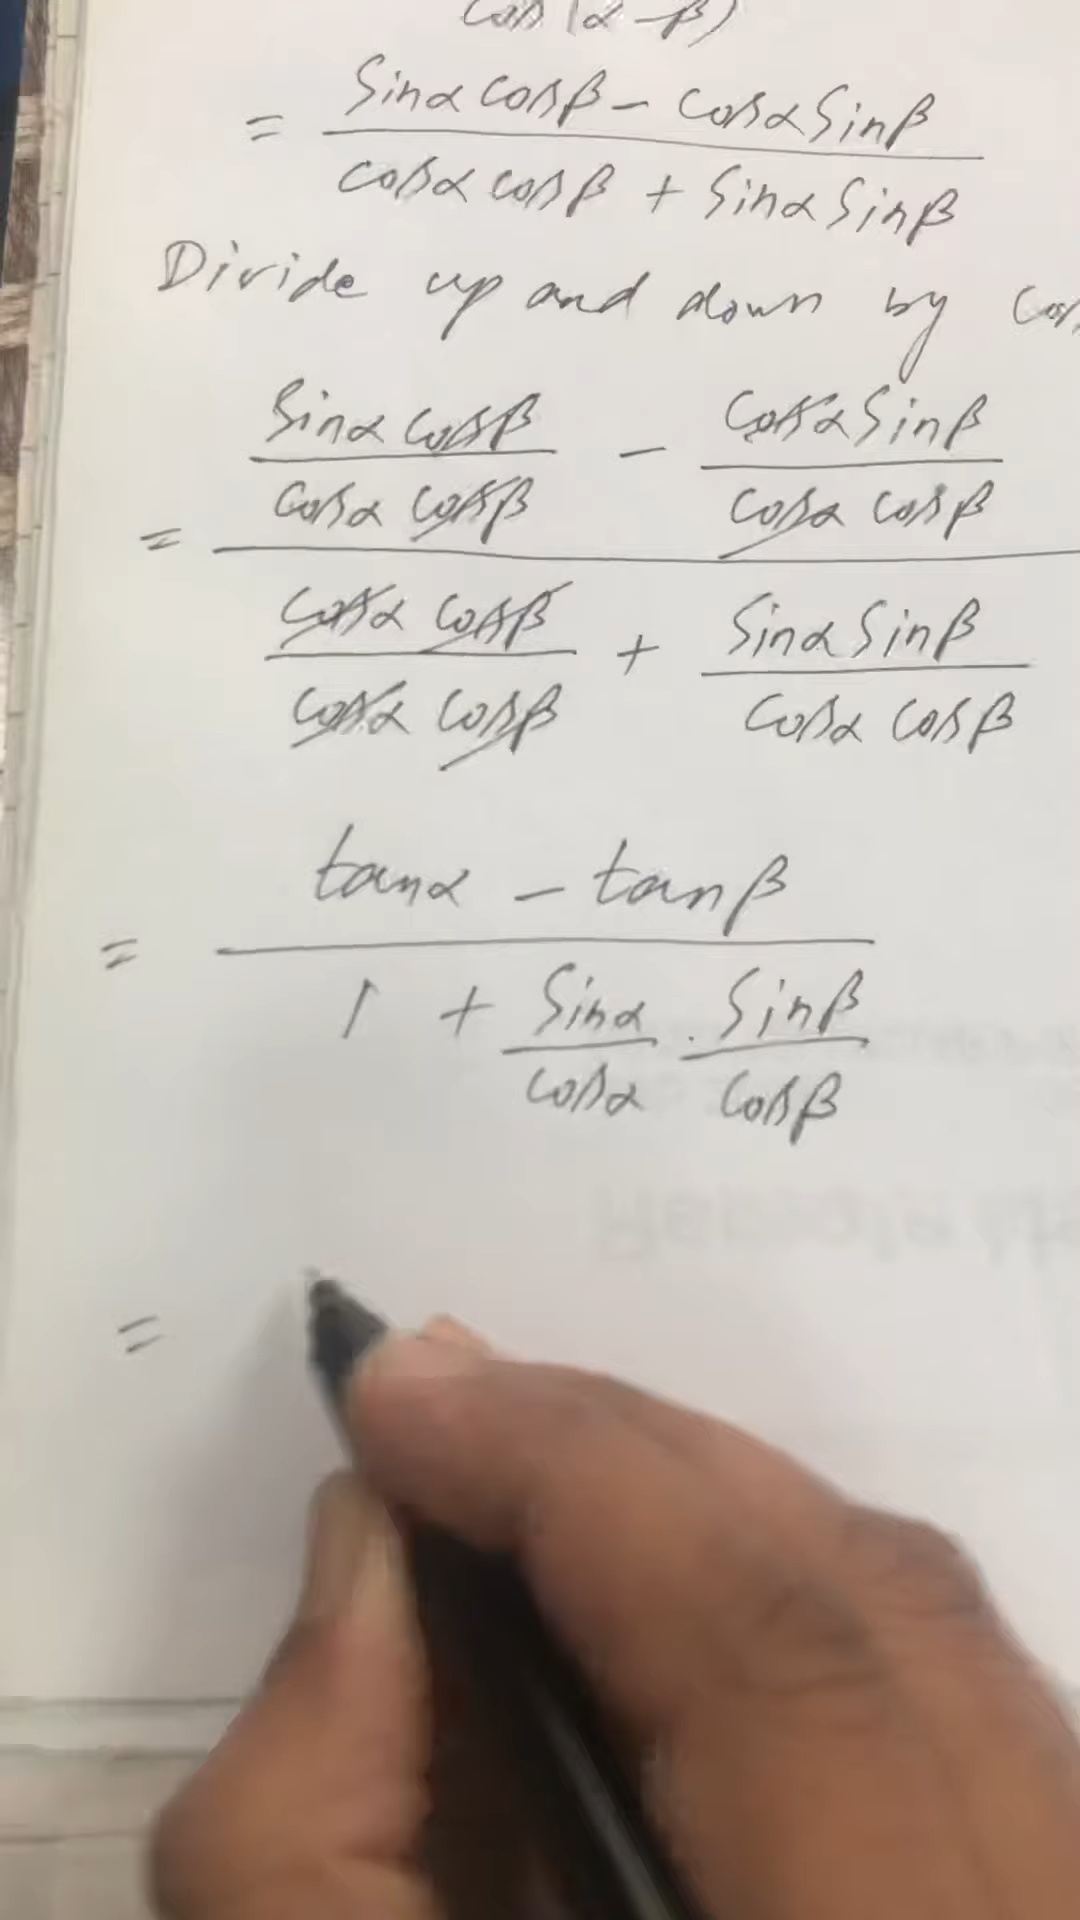 cos(α-β)
= Sinα cosβ - cosα Sinβ
cosα cosβ + Sinα Sinβ
Divide up and down by
Sinα cosβ - cosα Sinβ
cosα cosβ cosα cosβ
=
cosα cosβ + Sinα Sinβ
cosα cosβ cosα cosβ
tanα - tanβ
=
1 + Sinα . Sinβ
cosα cosβ
=